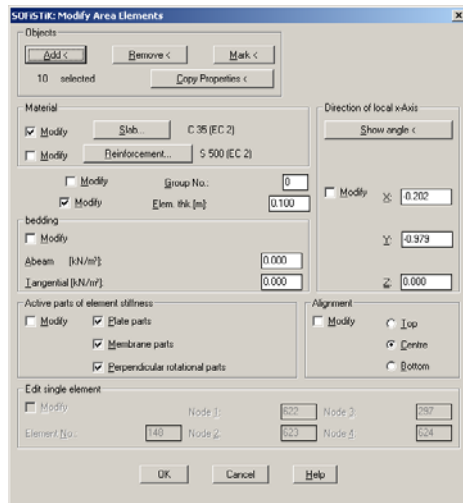 SOFiSTiK: Modify Area Elements
Objects
Add <
Remove <
Mark <
10 selected
Copy Properties <
Material
Modify
Slab...
C 35 (EC 2)
Modify
Reinforcement...
S 500 (EC 2)
Modify
Group No.:
0
Modify
Elem. thk.[m]:
0.100
bedding
Modify
Abeam [kN/m³]:
0.000
Tangential [kN/m³]:
0.000
Direction of local x-Axis
Show angle <
Modify
X:
-0.202
Y:
-0.979
Z:
0.000
Active parts of element stiffness
Modify
Plate parts
Membrane parts
Perpendicular rotational parts
Alignment
Modify
Top
Centre
Bottom
Edit single element
Modify
Node 1:
622
Node 3:
297
Element No.:
148
Node 2:
623
Node 4:
624
OK
Cancel
Help